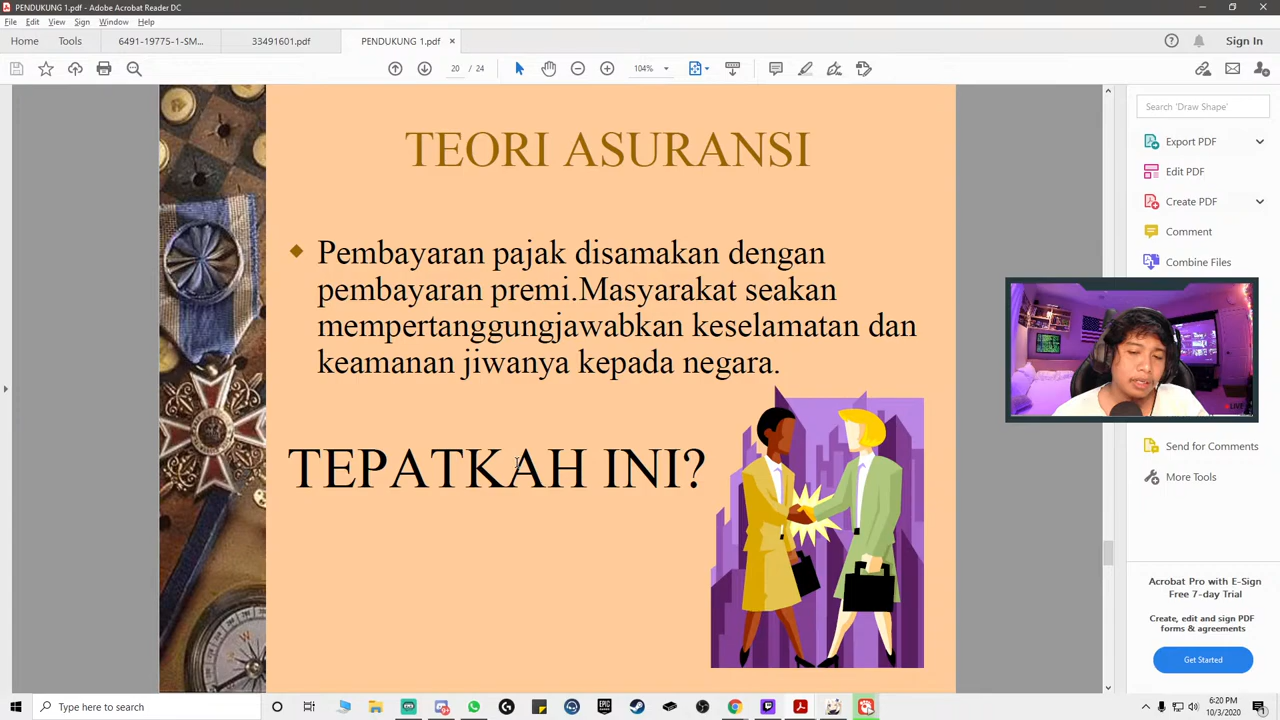 PENDUKUNG 1.pdf - Adobe Acrobat Reader DC
File Edit View Sign Window Help
Home Tools 6491-19775-1-SM... 33491601.pdf PENDUKUNG 1.pdf × Sign In
20 / 24 104%
Search 'Draw Shape'
TEORI ASURANSI
Pembayaran pajak disamakan dengan
pembayaran premi.Masyarakat seakan
mempertanggungjawabkan keselamatan dan
keamanan jiwanya kepada negara.
TEPATKAH INI?
Export PDF
Edit PDF
Create PDF
Comment
Combine Files
LIVE
Send for Comments
More Tools
Acrobat Pro with E-Sign
Free 7-day Trial
Create, edit and sign PDF
forms & agreements
Get Started
Type here to search
EPIC
6:20 PM
10/3/2020